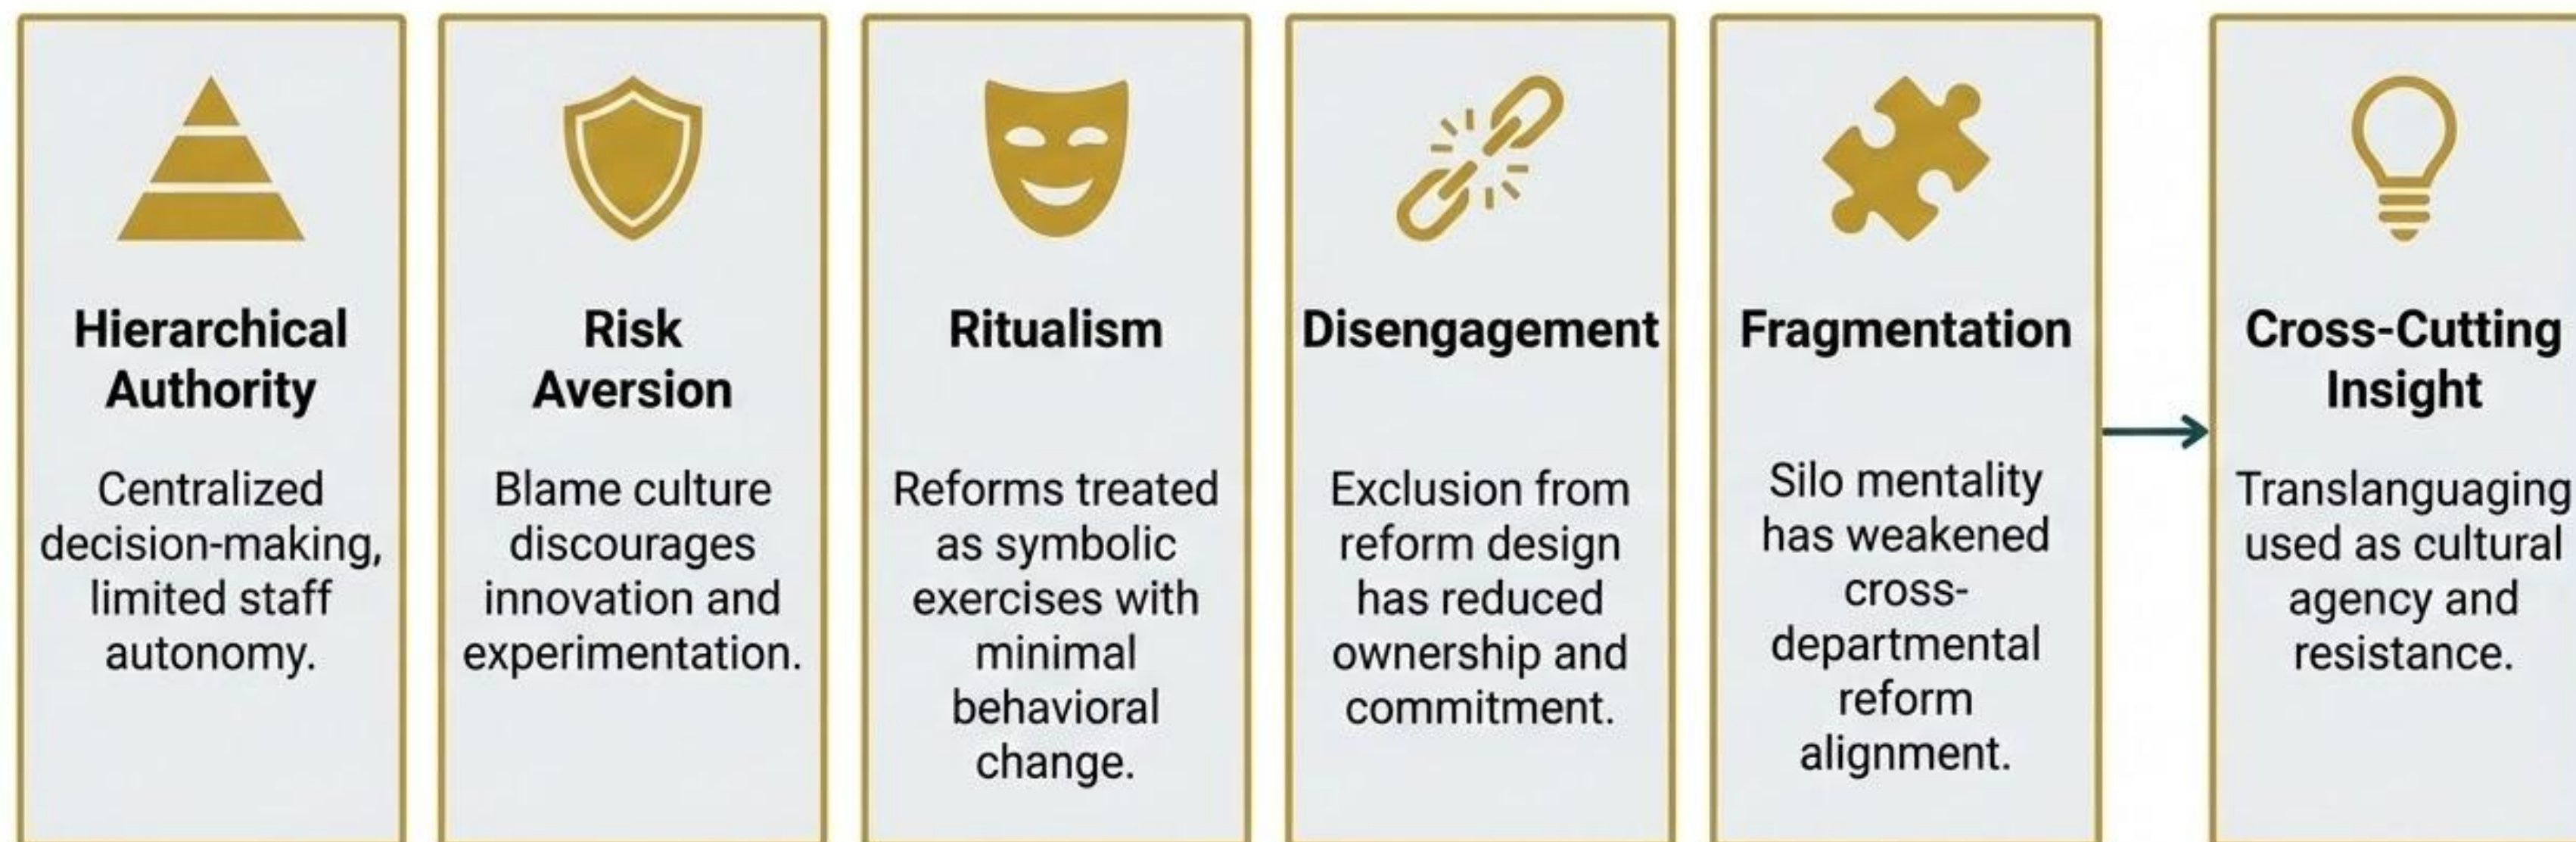 Hierarchical
Authority
Centralized
decision-making,
limited staff
autonomy.
Risk
Aversion
Blame culture
discourages
innovation and
experimentation.
Ritualism
Reforms treated
as symbolic
exercises with
minimal
behavioral
change.
Disengagement
Exclusion from
reform design
has reduced
ownership and
commitment.
Fragmentation
Silo mentality
has weakened
cross-
departmental
reform
alignment.
Cross-Cutting
Insight
Translanguaging
used as cultural
agency and
resistance.